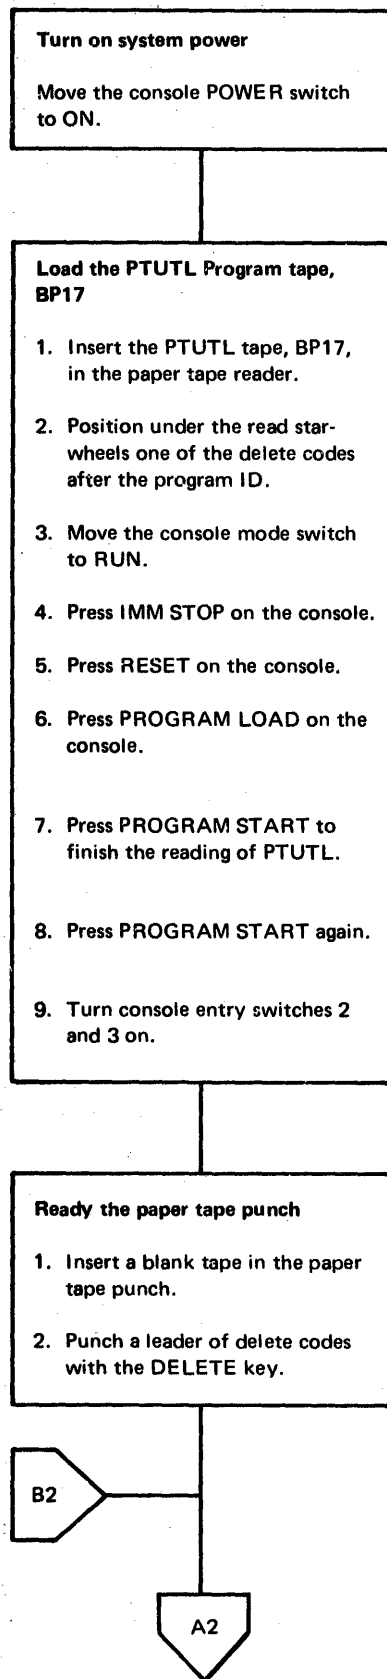 Turn on system power
Move the console POWER switch
to ON.
Load the PTUTL Program tape,
BP17
1. Insert the PTUTL tape, BP17,
in the paper tape reader.
2. Position under the read star-
wheels one of the delete codes
after the program ID.
3. Move the console mode switch
to RUN.
4. Press IMM STOP on the console.
5. Press RESET on the console.
6. Press PROGRAM LOAD on the
console.
7. Press PROGRAM START to
finish the reading of PTUTL.
8. Press PROGRAM START again.
9. Turn console entry switches 2
and 3 on.
Ready the paper tape punch
1. Insert a blank tape in the paper
tape punch.
2. Punch a leader of delete codes
with the DELETE key.
B2
A2